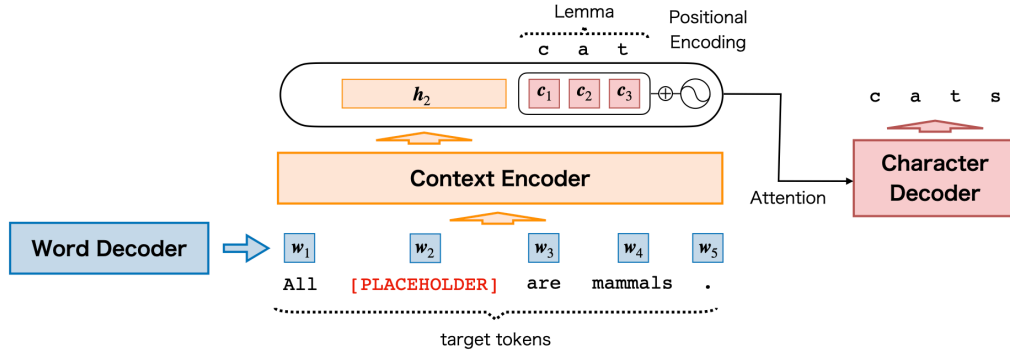 Lemma
Positional
Encoding
c a t
h2
c1 c2 c3
c a t s
Context Encoder
Character
Decoder
Attention
Word Decoder
w1 w2 w3 w4 w5
All [PLACEHOLDER] are mammals .
target tokens